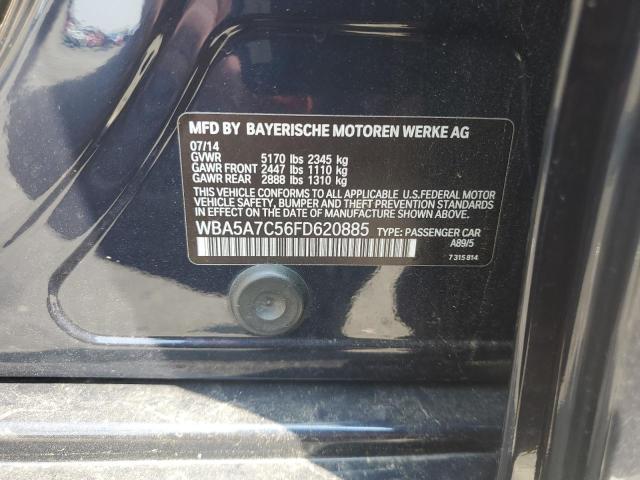 MFD BY BAYERISCHE MOTOREN WERKE AG
07/14
GVWR 5170 lbs 2345 kg
GAWR FRONT 2447 lbs 1110 kg
GAWR REAR 2888 lbs 1310 kg
THIS VEHICLE CONFORMS TO ALL APPLICABLE U.S.FEDERAL MOTOR
VEHICLE SAFETY, BUMPER AND THEFT PREVENTION STANDARDS
IN EFFECT ON THE DATE OF MANUFACTURE SHOWN ABOVE.
WBA5A7C56FD620885 TYPE: PASSENGER CAR
A89/5
7 315 814